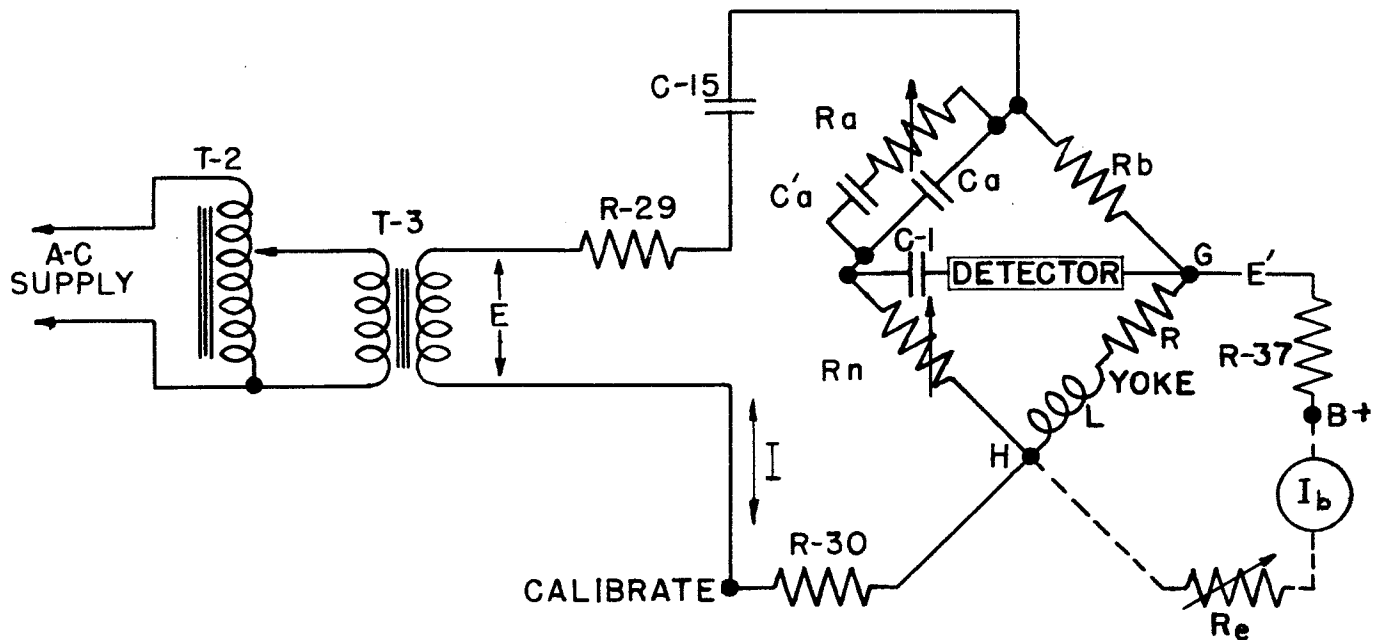 C-15
Ra
T-2
Rb
C'a
Ca
T-3
R-29
C-1
G
A-C
SUPPLY
DETECTOR
E'
E
R
R-37
Rn
YOKE
L
B+
H
I
Ib
R-30
CALIBRATE
Re